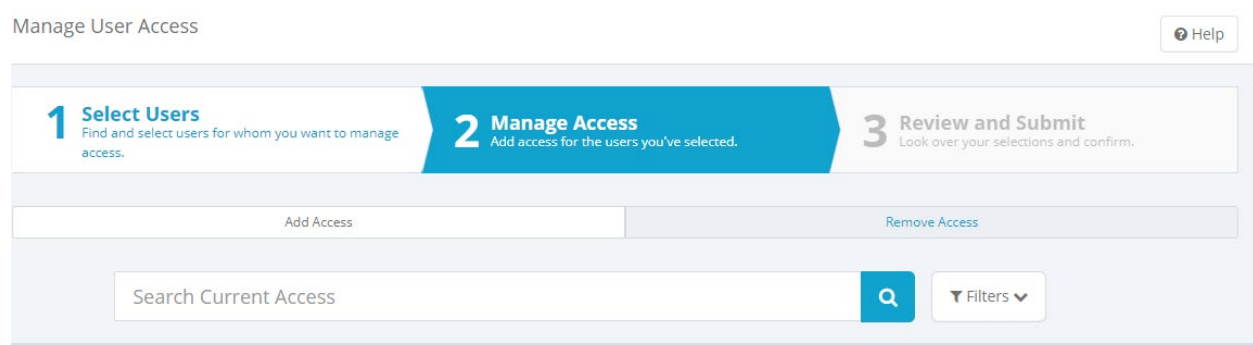 Manage User Access
Help
1
Select Users
Find and select users for whom you want to manage
access.
2
Manage Access
Add access for the users you've selected.
3
Review and Submit
Look over your selections and confirm.
Add Access
Remove Access
Search Current Access
Filters